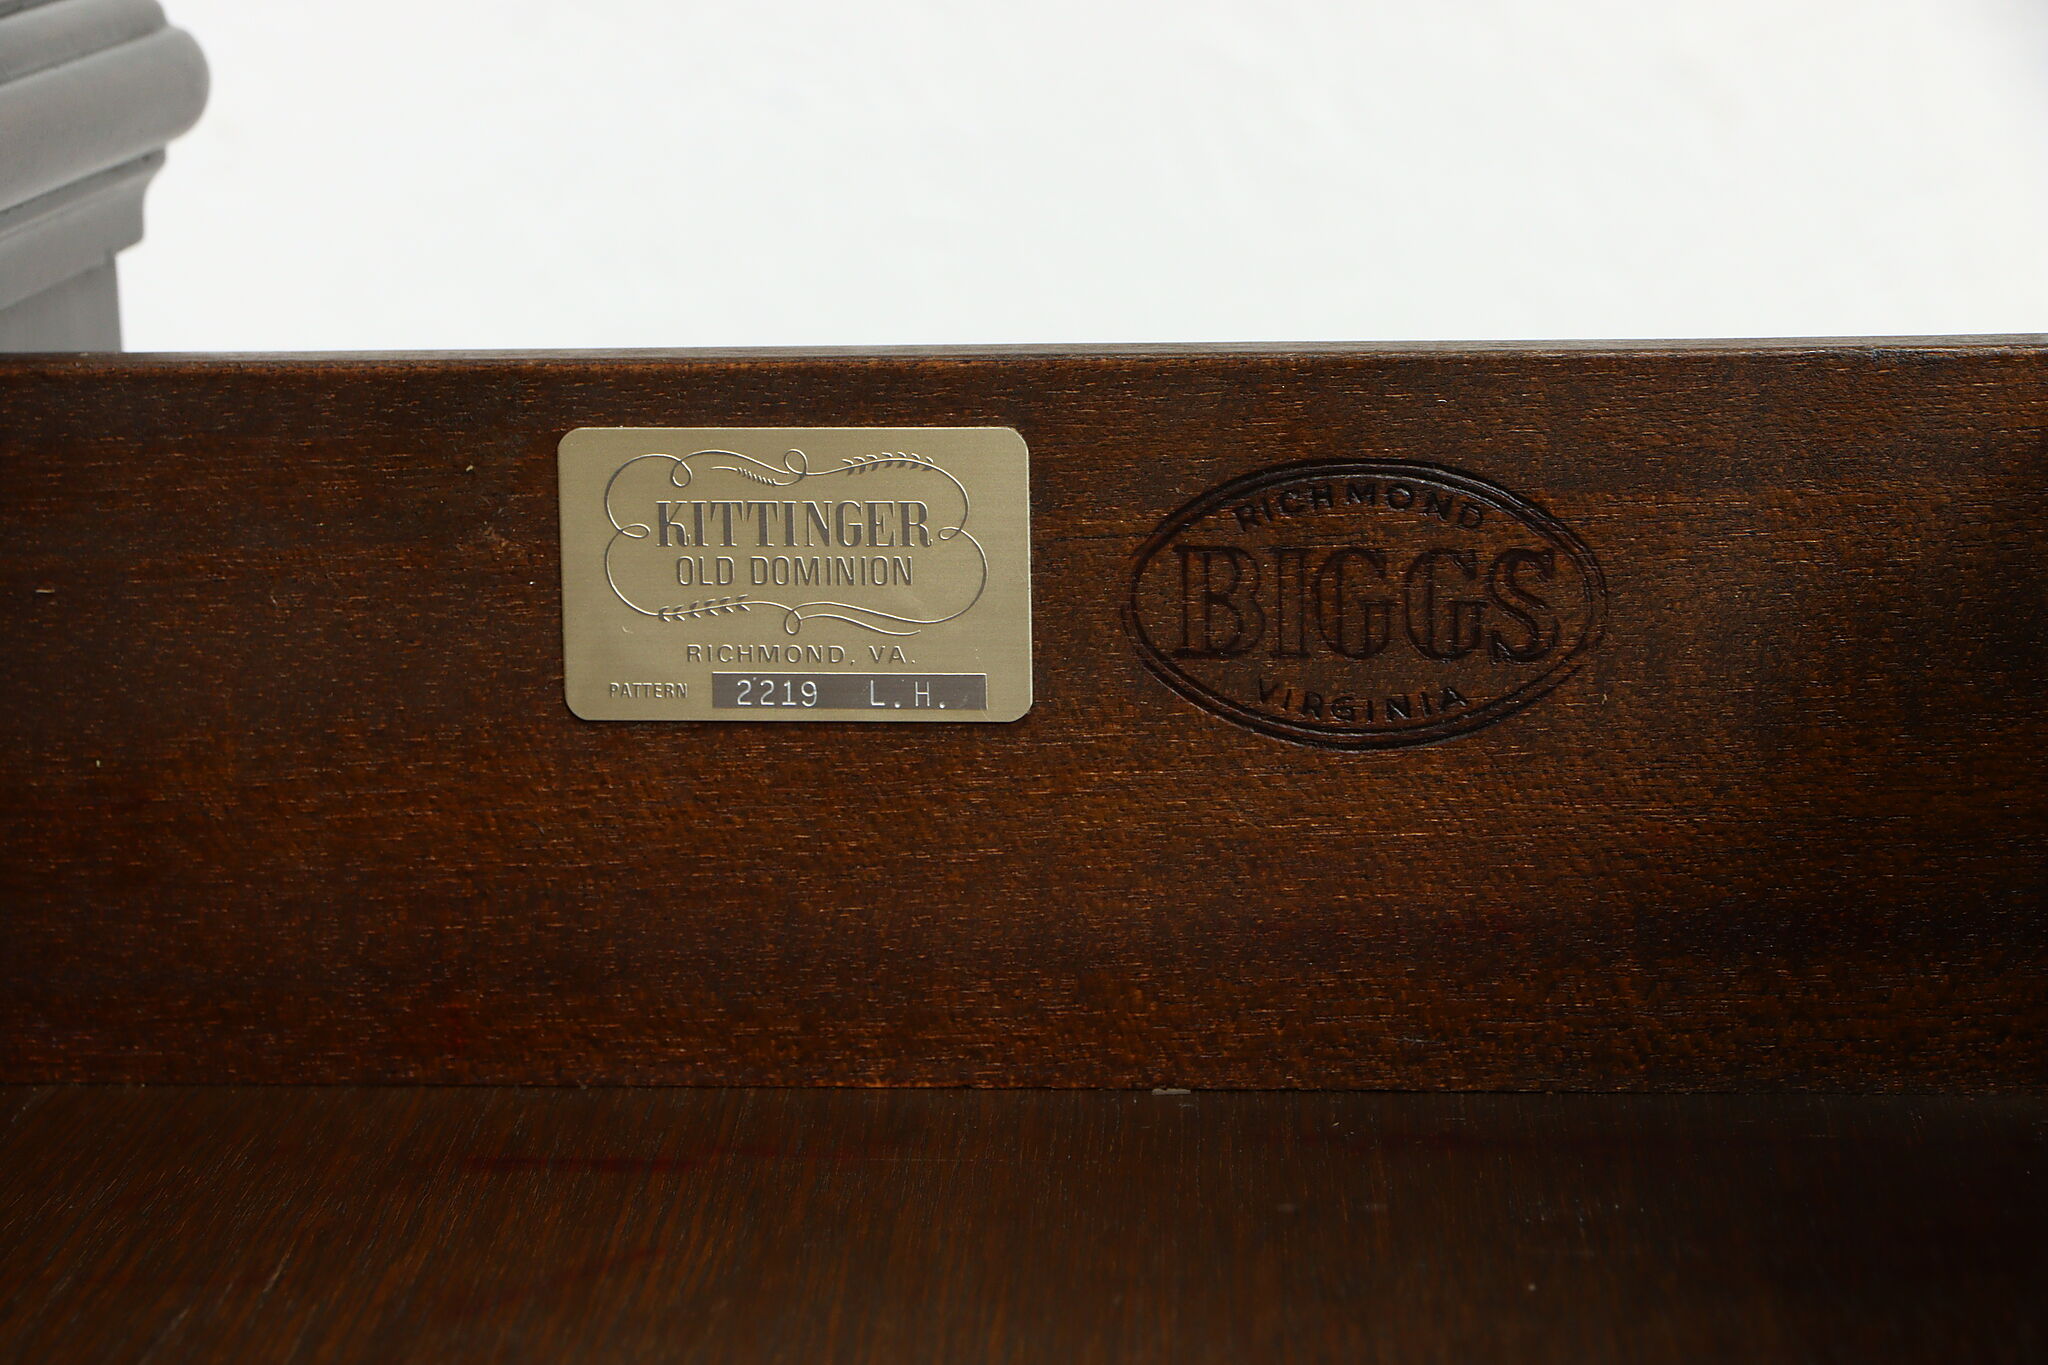 KITTINGER
OLD DOMINION
RICHMOND, VA.
PATTERN 2219 L.H.
RICHMOND
BIGGS
VIRGINIA